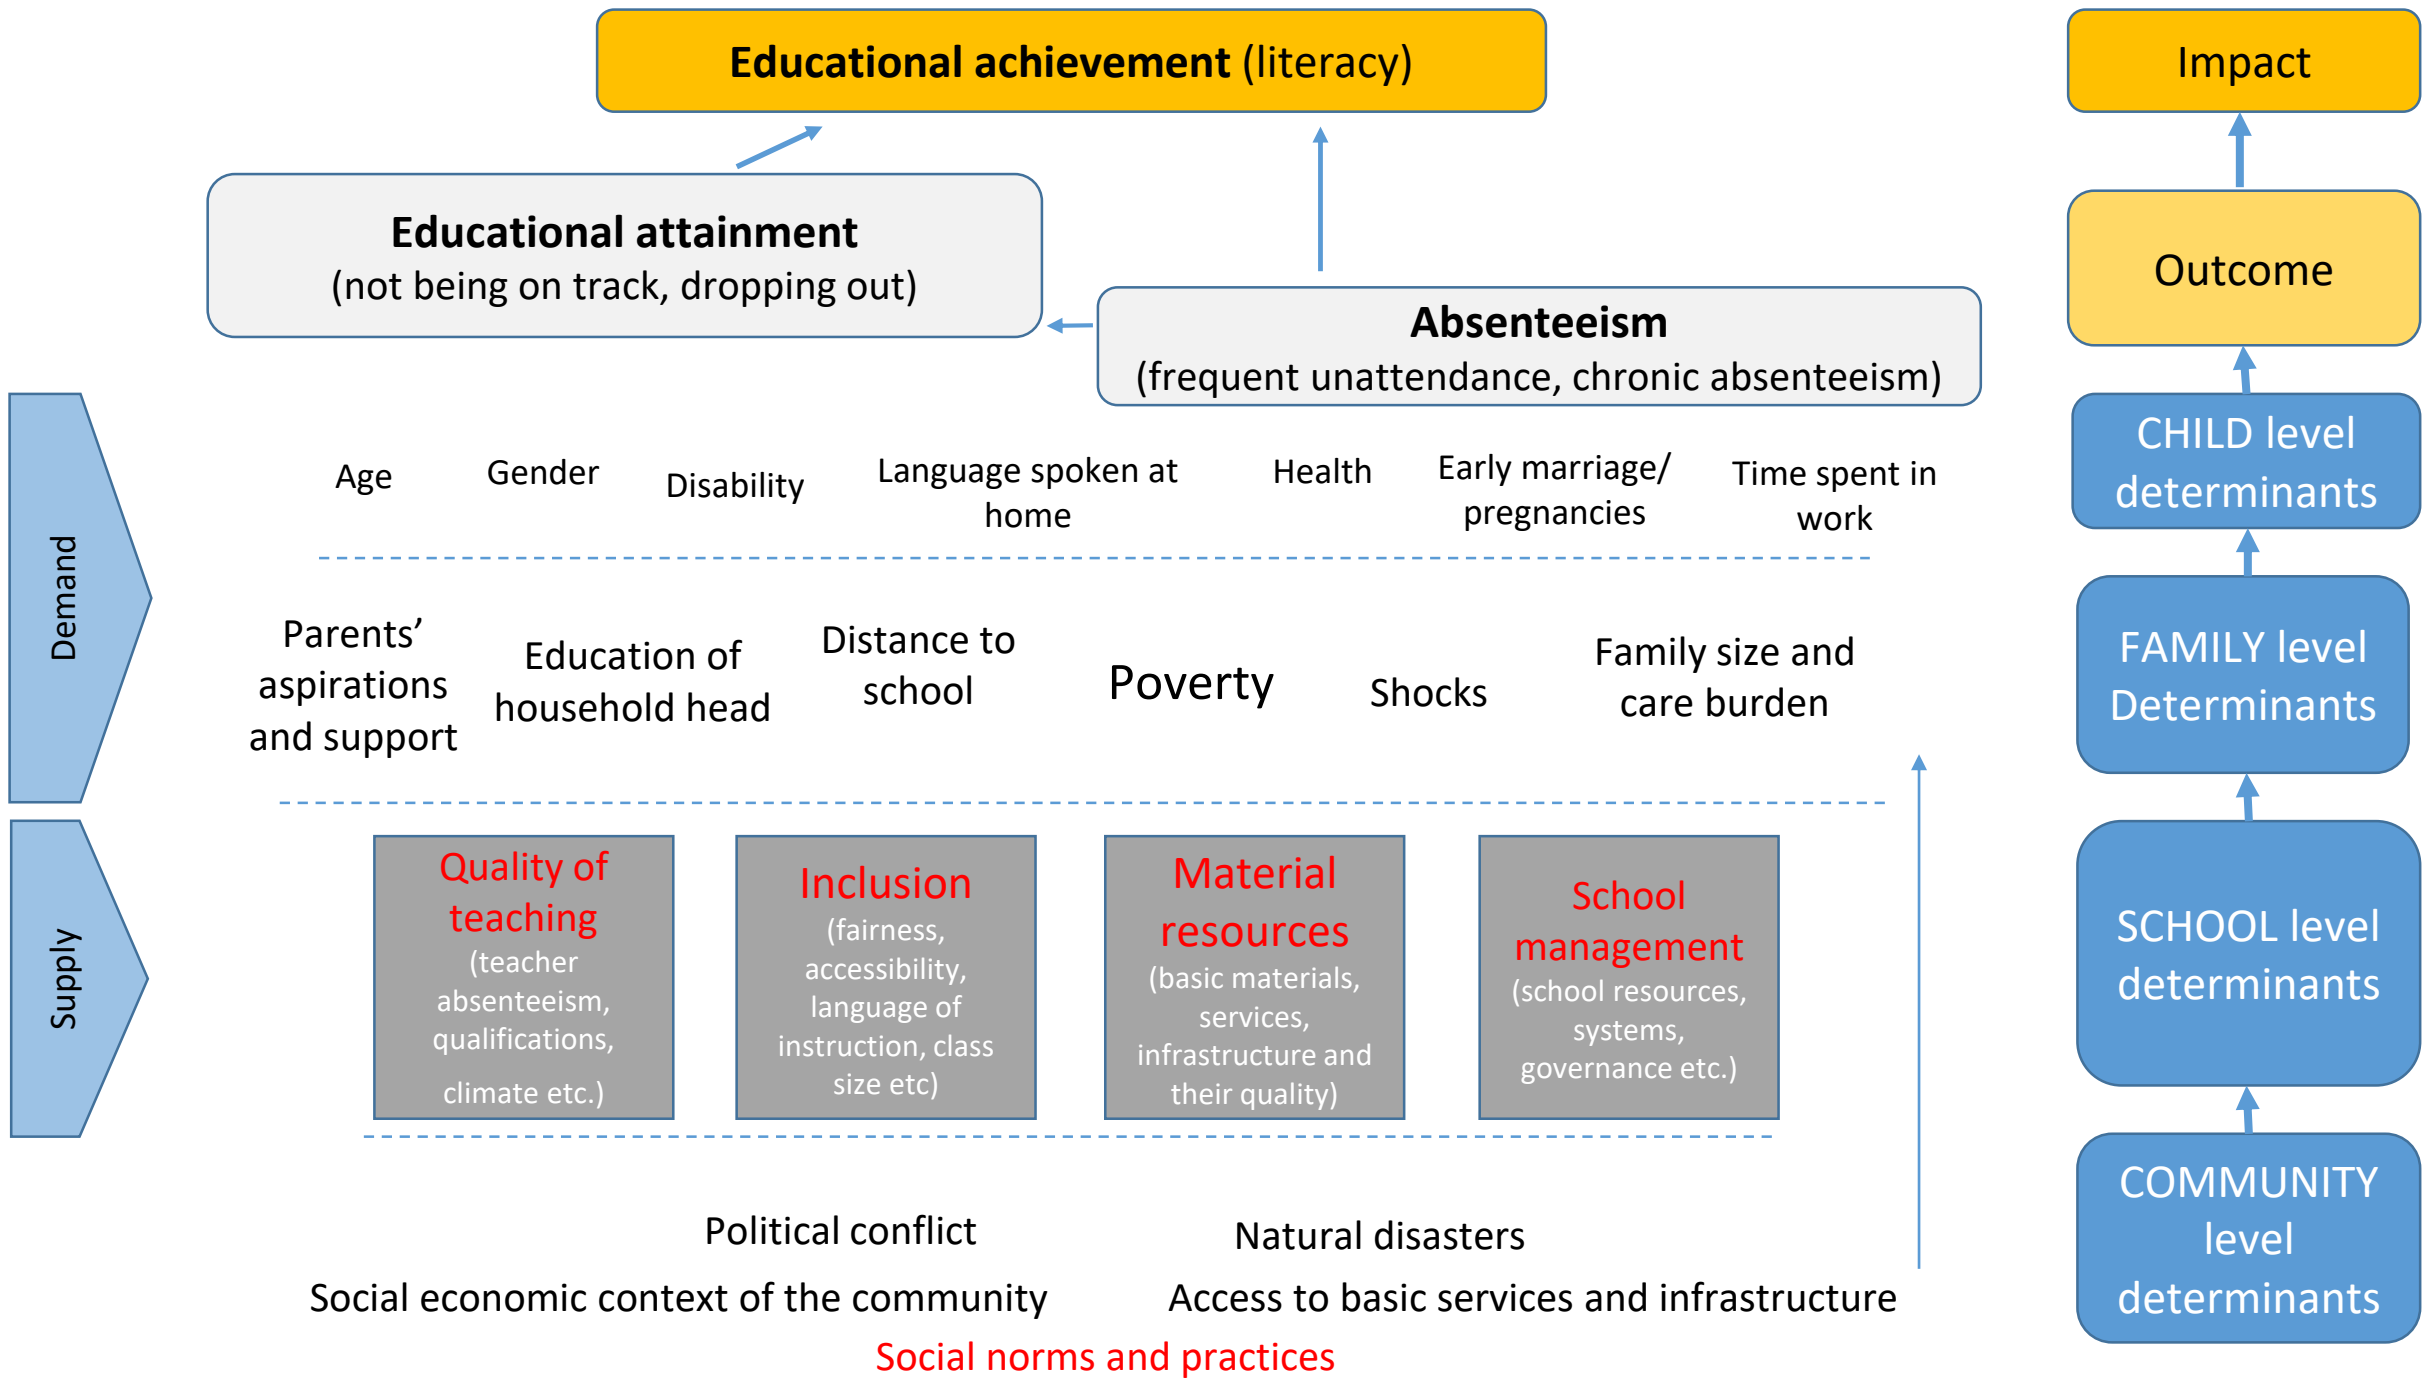 Educational achievement (literacy)
Impact
Educational attainment
(not being on track, dropping out)
Outcome
Absenteeism
(frequent unattendance, chronic absenteeism)
Demand
Age
Gender
Disability
Language spoken at
home
Health
Early marriage/
pregnancies
Time spent in
work
CHILD level
determinants
Parents’
aspirations
and support
Education of
household head
Distance to
school
Poverty
Shocks
Family size and
care burden
FAMILY level
Determinants
Supply
Quality of
teaching
(teacher
absenteeism,
qualifications,
climate etc.)
Inclusion
(fairness,
accessibility,
language of
instruction, class
size etc)
Material
resources
(basic materials,
services,
infrastructure and
their quality)
School
management
(school resources,
systems,
governance etc.)
SCHOOL level
determinants
Political conflict
Natural disasters
Social economic context of the community
Access to basic services and infrastructure
Social norms and practices
COMMUNITY
level
determinants